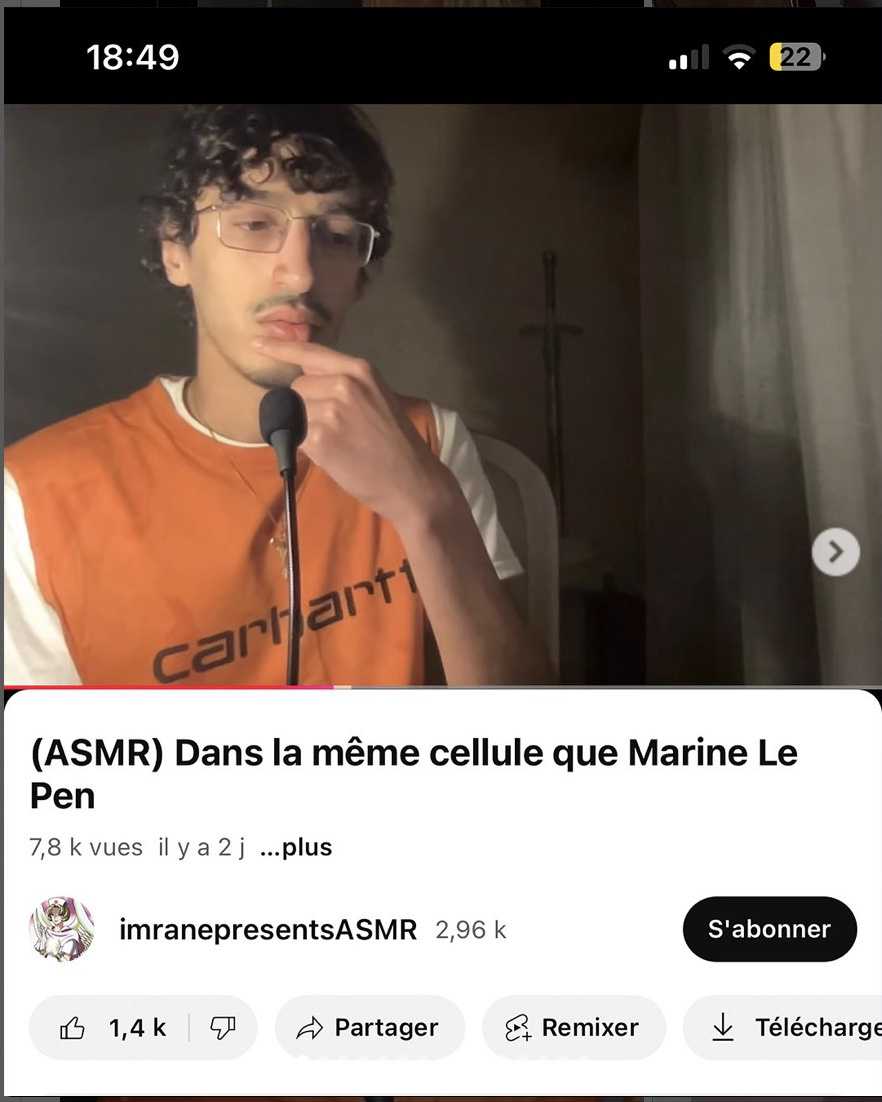 18:49
22
carhartt
(ASMR) Dans la même cellule que Marine Le
Pen
7,8 k vues il y a 2 j ...plus
imranepresentsASMR 2,96 k
S'abonner
1,4 k
Partager
Remixer
Télécharge